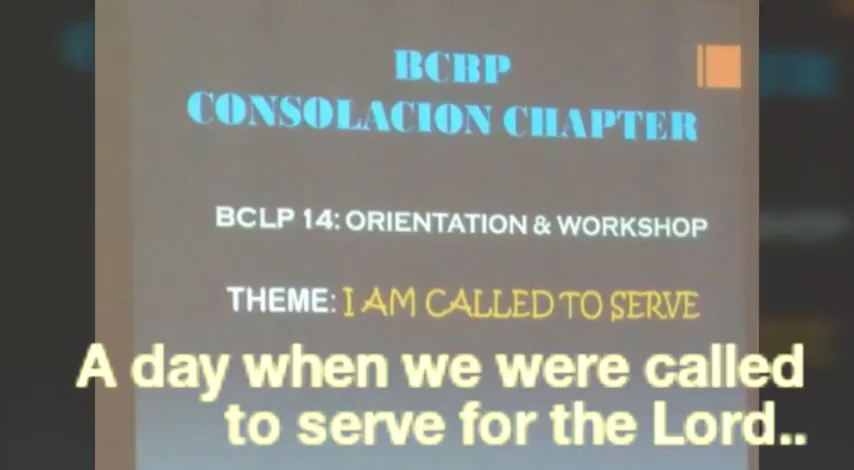 BCBP
CONSOLACION CHAPTER
BCLP 14: ORIENTATION & WORKSHOP
THEME: I AM CALLED TO SERVE
A day when we were called
to serve for the Lord..